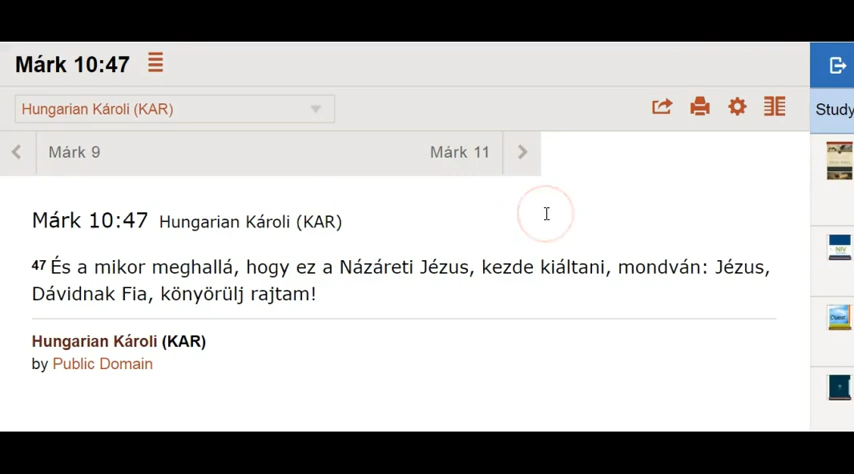 Márk 10:47
Hungarian Károli (KAR)
Márk 9
Márk 11
Márk 10:47 Hungarian Károli (KAR)
47 És a mikor meghallá, hogy ez a Názáreti Jézus, kezde kiáltani, mondván: Jézus,
Dávidnak Fia, könyörülj rajtam!
Hungarian Károli (KAR)
by Public Domain
Study
NIV